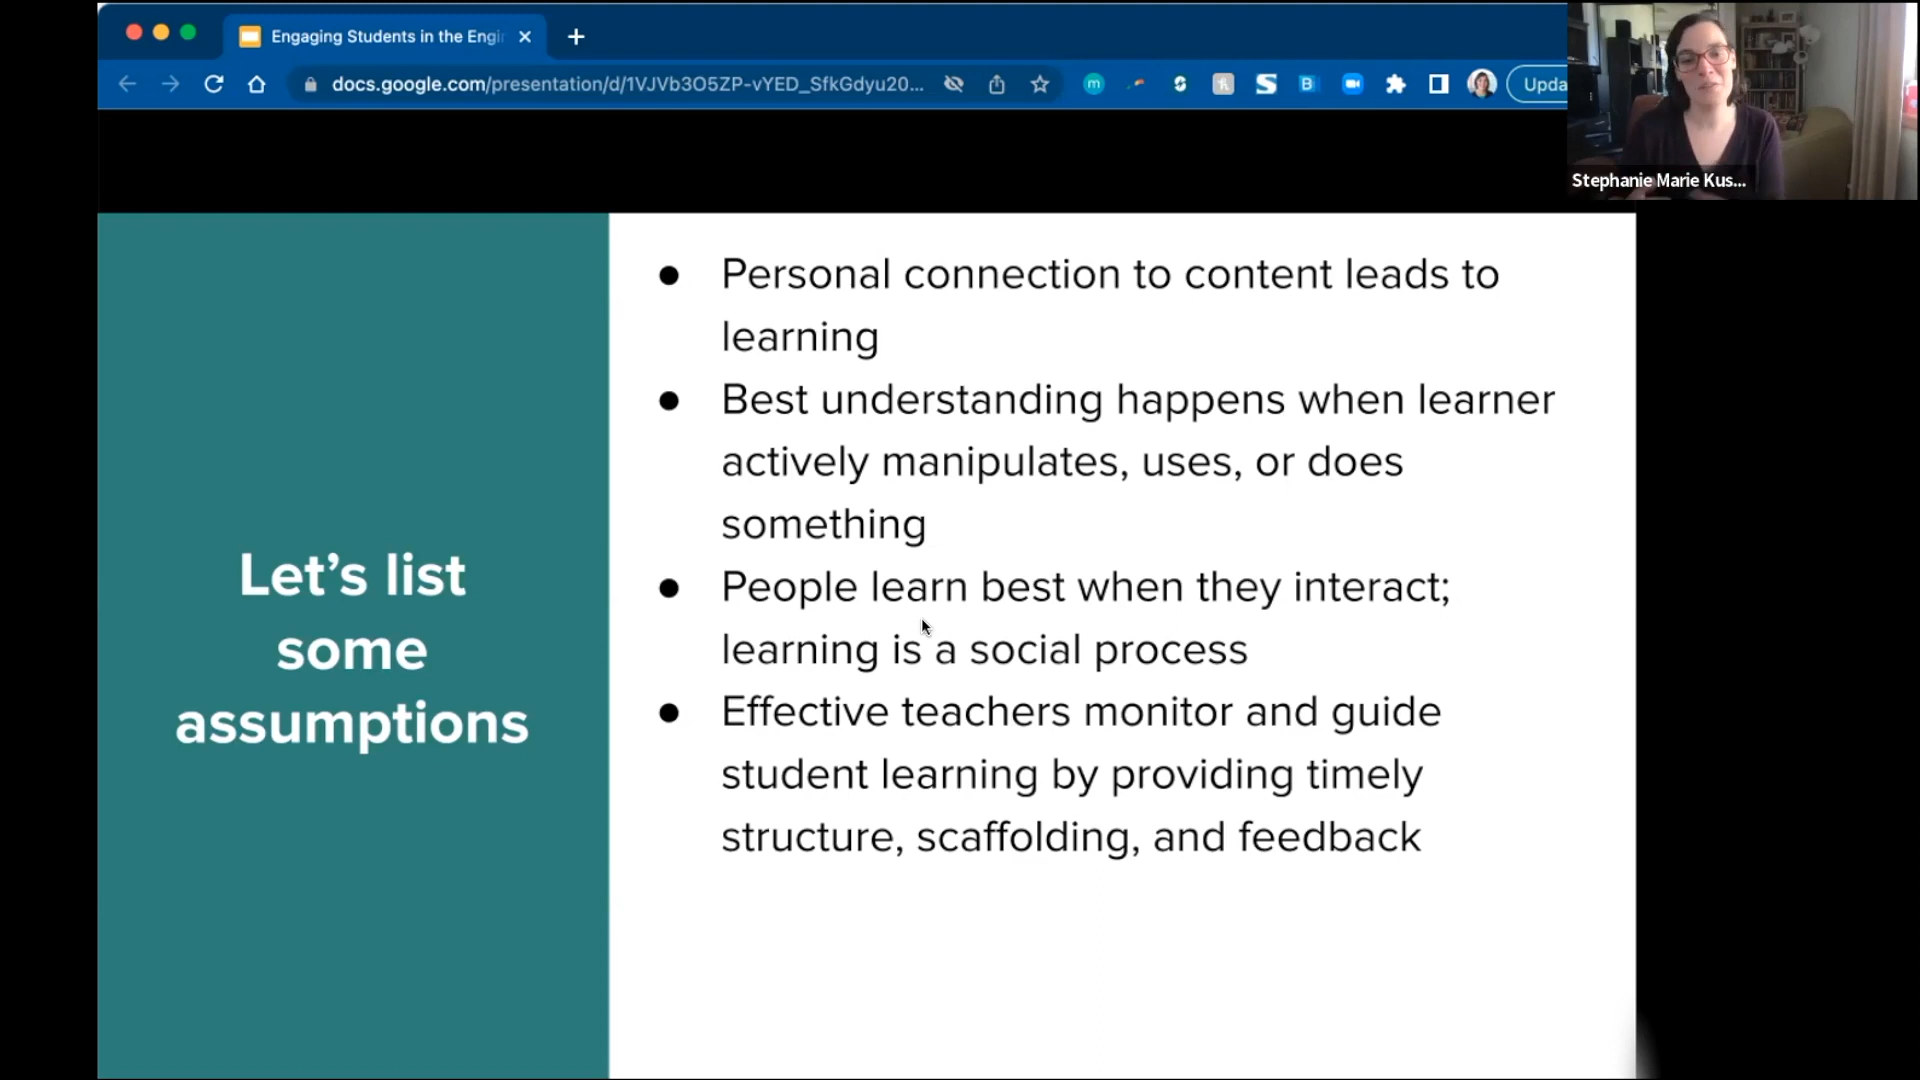 Engaging Students in the Engi
docs.google.com/presentation/d/1VJVb3O5ZP-vYED_SfkGdyu20...
m
S
B
Upda
Stephanie Marie Kus...
Let’s list
some
assumptions
● Personal connection to content leads to
learning
● Best understanding happens when learner
actively manipulates, uses, or does
something
● People learn best when they interact;
learning is a social process
● Effective teachers monitor and guide
student learning by providing timely
structure, scaffolding, and feedback